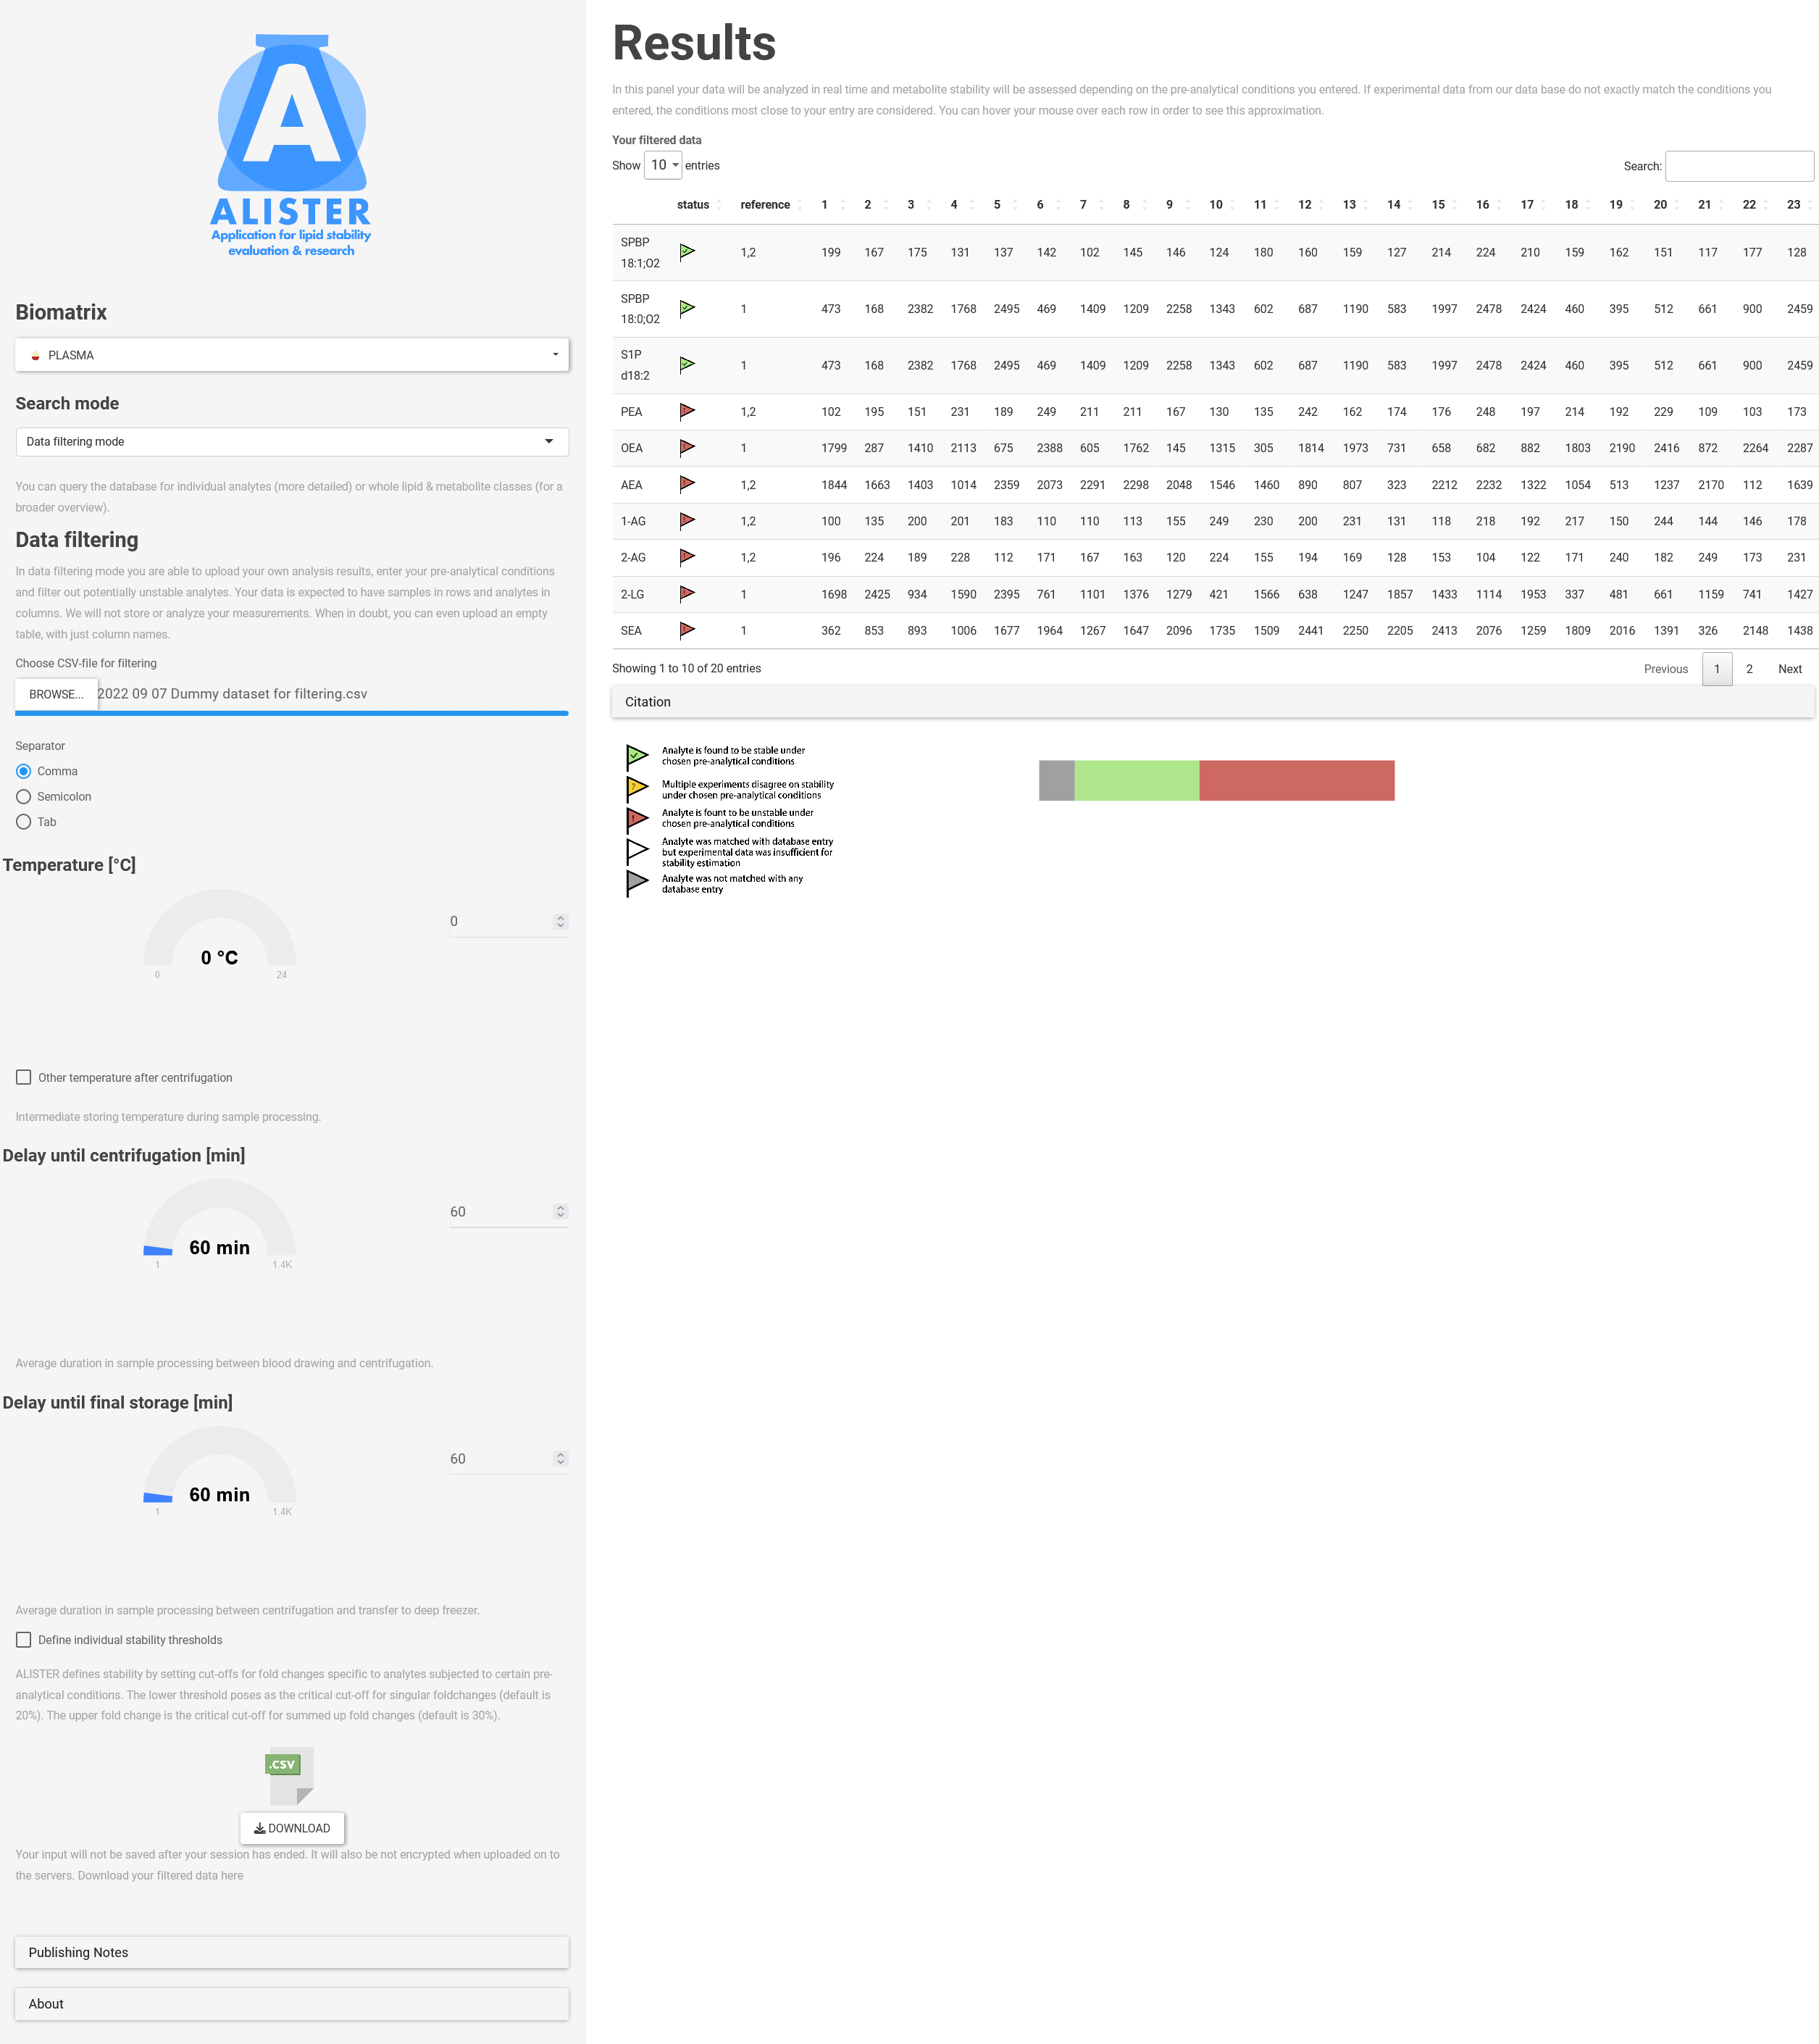 ALISTER
Application for lipid stability
evaluation & research
Biomatrix
PLASMA
Search mode
Data filtering mode
You can query the database for individual analytes (more detailed) or whole lipid & metabolite classes (for a
broader overview).
Data filtering
In data filtering mode you are able to upload your own analysis results, enter your pre-analytical conditions
and filter out potentially unstable analytes. Your data is expected to have samples in rows and analytes in
columns. We will not store or analyze your measurements. When in doubt, you can even upload an empty
table, with just column names.
Choose CSV-file for filtering
BROWSE... 2022 09 07 Dummy dataset for filtering.csv
Separator
Comma
Semicolon
Tab
Temperature [°C]
0
0 °C
0 24
Other temperature after centrifugation
Intermediate storing temperature during sample processing.
Delay until centrifugation [min]
60
60 min
1 1.4K
Average duration in sample processing between blood drawing and centrifugation.
Delay until final storage [min]
60
60 min
1 1.4K
Average duration in sample processing between centrifugation and transfer to deep freezer.
Define individual stability thresholds
ALISTER defines stability by setting cut-offs for fold changes specific to analytes subjected to certain pre-
analytical conditions. The lower threshold poses as the critical cut-off for singular foldchanges (default is
20%). The upper fold change is the critical cut-off for summed up fold changes (default is 30%).
.CSV
DOWNLOAD
Your input will not be saved after your session has ended. It will also be not encrypted when uploaded on to
the servers. Download your filtered data here
Publishing Notes
About
Results
In this panel your data will be analyzed in real time and metabolite stability will be assessed depending on the pre-analytical conditions you entered. If experimental data from our data base do not exactly match the conditions you
entered, the conditions most close to your entry are considered. You can hover your mouse over each row in order to see this approximation.
Your filtered data
Show 10 entries Search:
status reference 1 2 3 4 5 6 7 8 9 10 11 12 13 14 15 16 17 18 19 20 21 22 23
SPBP
18:1;O2 1,2 199 167 175 131 137 142 102 145 146 124 180 160 159 127 214 224 210 159 162 151 117 177 128
SPBP
18:0;O2 1 473 168 2382 1768 2495 469 1409 1209 2258 1343 602 687 1190 583 1997 2478 2424 460 395 512 661 900 2459
S1P
d18:2 1 473 168 2382 1768 2495 469 1409 1209 2258 1343 602 687 1190 583 1997 2478 2424 460 395 512 661 900 2459
PEA 1,2 102 195 151 231 189 249 211 211 167 130 135 242 162 174 176 248 197 214 192 229 109 103 173
OEA 1 1799 287 1410 2113 675 2388 605 1762 145 1315 305 1814 1973 731 658 682 882 1803 2190 2416 872 2264 2287
AEA 1,2 1844 1663 1403 1014 2359 2073 2291 2298 2048 1546 1460 890 807 323 2212 2232 1322 1054 513 1237 2170 112 1639
1-AG 1,2 100 135 200 201 183 110 110 113 155 249 230 200 231 131 118 218 192 217 150 244 144 146 178
2-AG 1,2 196 224 189 228 112 171 167 163 120 224 155 194 169 128 153 104 122 171 240 182 249 173 231
2-LG 1 1698 2425 934 1590 2395 761 1101 1376 1279 421 1566 638 1247 1857 1433 1114 1953 337 481 661 1159 741 1427
SEA 1 362 853 893 1006 1677 1964 1267 1647 2096 1735 1509 2441 2250 2205 2413 2076 1259 1809 2016 1391 326 2148 1438
Showing 1 to 10 of 20 entries Previous 1 2 Next
Citation
Analyte is found to be stable under
chosen pre-analytical conditions
Multiple experiments disagree on stability
under chosen pre-analytical conditions
Analyte is fount to be unstable under
chosen pre-analytical conditions
Analyte was matched with database entry
but experimental data was insufficient for
stability estimation
Analyte was not matched with any
database entry